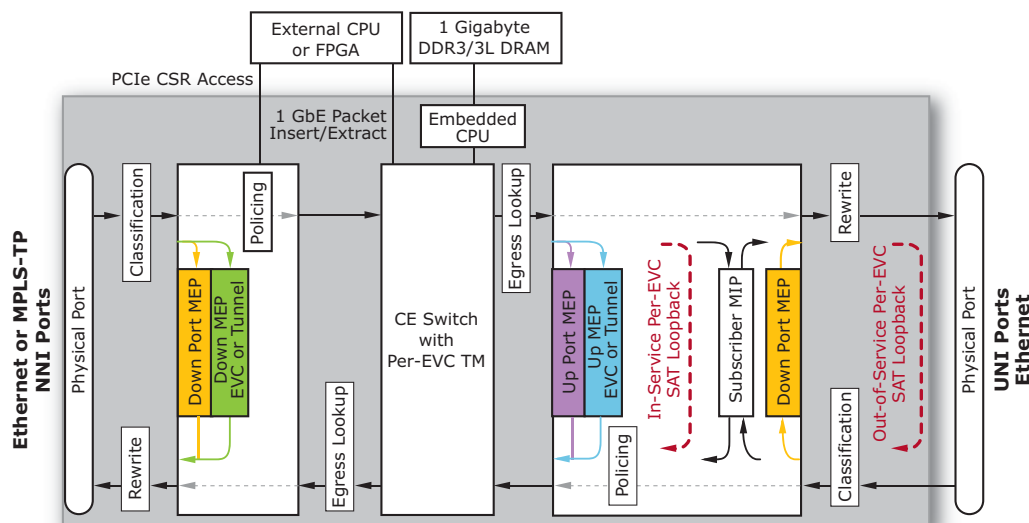 External CPU
or FPGA
1 Gigabyte
DDR3/3L DRAM
PCIe CSR Access
1 GbE Packet
Insert/Extract
Embedded
CPU
Ethernet or MPLS-TP
NNI Ports
Physical Port
Classification
Policing
Down Port MEP
Down MEP
EVC or Tunnel
Rewrite
Egress Lookup
CE Switch
with
Per-EVC TM
Egress Lookup
Up Port MEP
Up MEP
EVC or Tunnel
In-Service Per-EVC
SAT Loopback
Subscriber MIP
Down Port MEP
Policing
Rewrite
Classification
Out-of-Service Per-EVC
SAT Loopback
Physical Port
UNI Ports
Ethernet